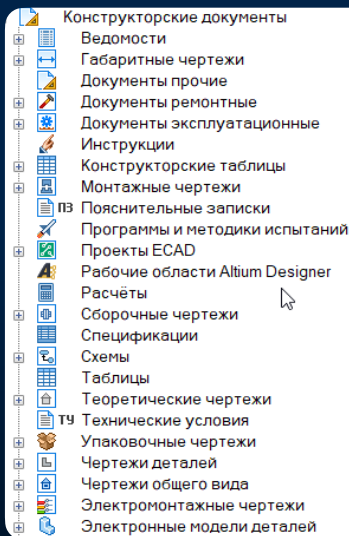 Конструкторские документы
Ведомости
Габаритные чертежи
Документы прочие
Документы ремонтные
Документы эксплуатационные
Инструкции
Конструкторские таблицы
Монтажные чертежи
ПЗ Пояснительные записки
Программы и методики испытаний
Проекты ECAD
Рабочие области Altium Designer
Расчёты
Сборочные чертежи
Спецификации
Схемы
Таблицы
Теоретические чертежи
ТУ Технические условия
Упаковочные чертежи
Чертежи деталей
Чертежи общего вида
Электромонтажные чертежи
Электронные модели деталей